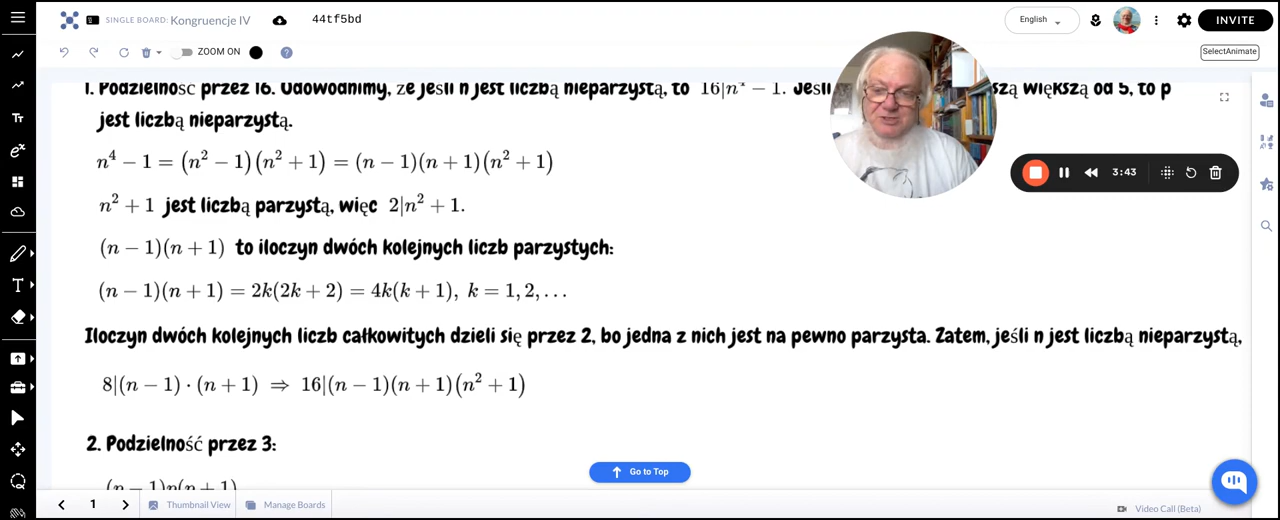 SINGLE BOARD: Kongruencje IV
44tf5bd
English
INVITE
ZOOM ON
SelectAnimate
1. Podzielność przez 16. Udowodnimy, że jeśli n jest liczbą nieparzystą, to 16|n⁴ − 1. Jeśli
szą większą od 5, to p
jest liczbą nieparzystą.
n⁴ − 1 = (n² − 1)(n² + 1) = (n − 1)(n + 1)(n² + 1)
3:43
n² + 1 jest liczbą parzystą, więc 2|n² + 1.
(n − 1)(n + 1) to iloczyn dwóch kolejnych liczb parzystych:
(n − 1)(n + 1) = 2k(2k + 2) = 4k(k + 1), k = 1, 2, …
Iloczyn dwóch kolejnych liczb całkowitych dzieli się przez 2, bo jedna z nich jest na pewno parzysta. Zatem, jeśli n jest liczbą nieparzystą,
8|(n − 1) · (n + 1) ⇒ 16|(n − 1)(n + 1)(n² + 1)
2. Podzielność przez 3:
Go to Top
(n − 1)n(n + 1)
1
Thumbnail View
Manage Boards
Video Call (Beta)